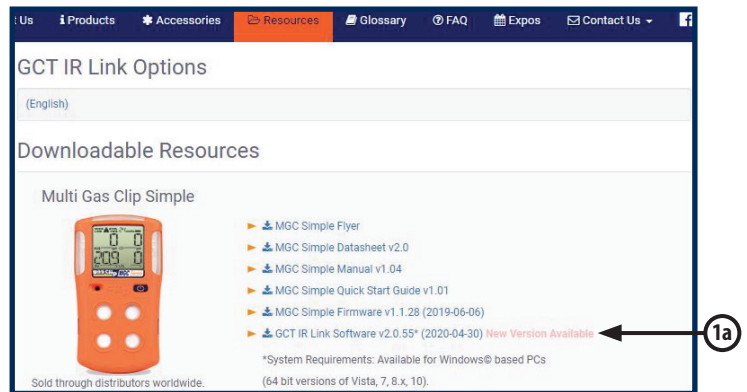 t Us Products Accessories Resources Glossary FAQ Expos Contact Us
GCT IR Link Options
(English)
Downloadable Resources
Multi Gas Clip Simple
MGC Simple Flyer
MGC Simple Datasheet v2.0
MGC Simple Manual v1.04
MGC Simple Quick Start Guide v1.01
MGC Simple Firmware v1.1.28 (2019-06-06)
GCT IR Link Software v2.0.55* (2020-04-30) New Version Available
1a
*System Requirements: Available for Windows© based PCs
(64 bit versions of Vista, 7, 8.x, 10).
0 0
20.9 0
MGC
Sold through distributors worldwide.